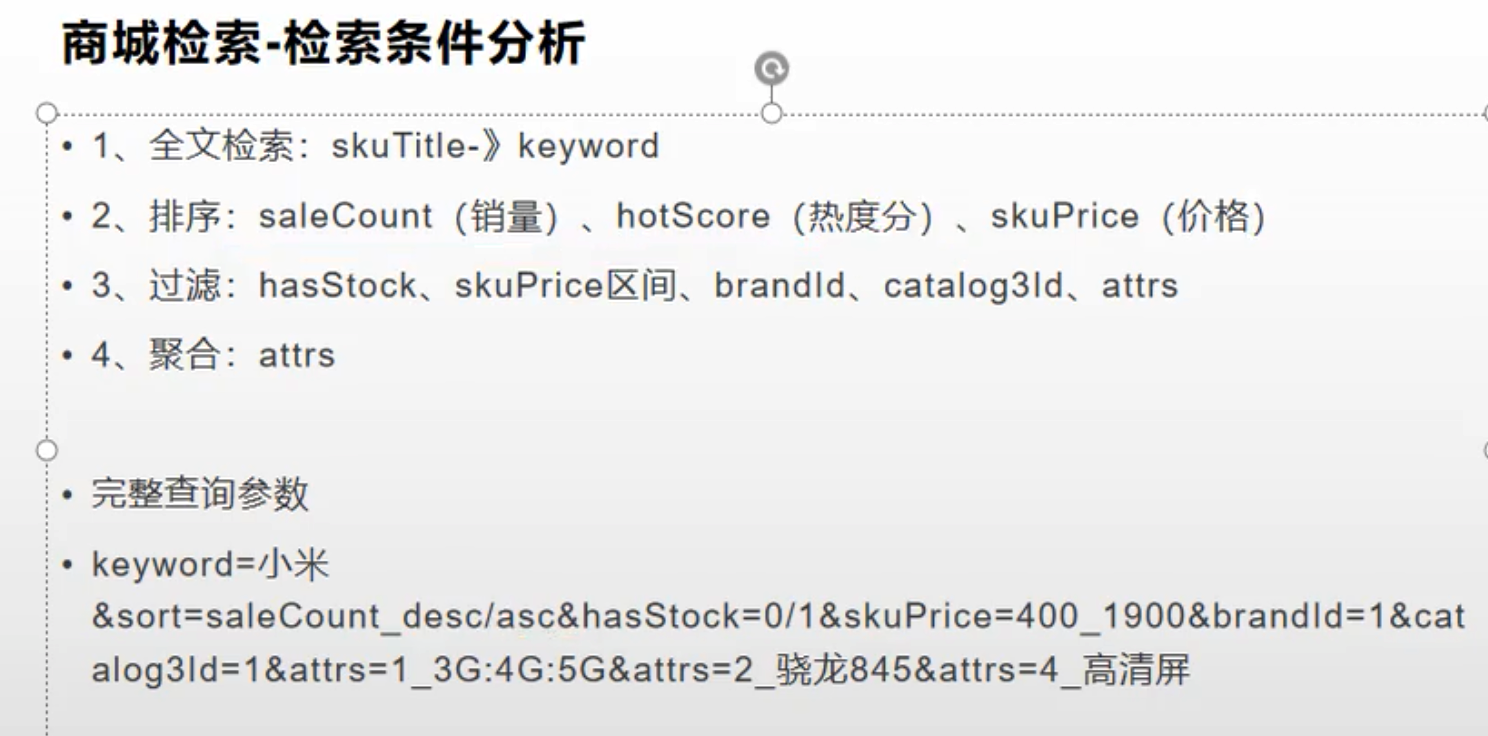 商城检索-检索条件分析
• 1、全文检索：skuTitle-》keyword
• 2、排序：saleCount（销量）、hotScore（热度分）、skuPrice（价格）
• 3、过滤：hasStock、skuPrice区间、brandId、catalog3Id、attrs
• 4、聚合：attrs
• 完整查询参数
• keyword=小米
&sort=saleCount_desc/asc&hasStock=0/1&skuPrice=400_1900&brandId=1&cat
alog3Id=1&attrs=1_3G:4G:5G&attrs=2_骁龙845&attrs=4_高清屏